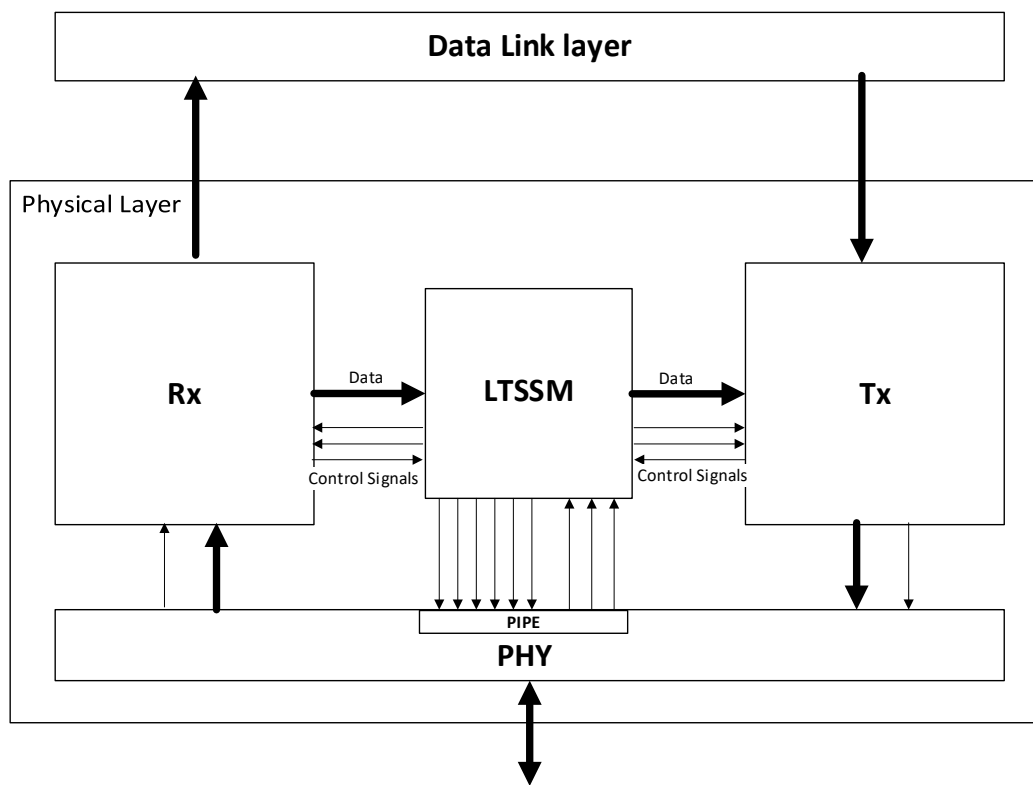 Data Link layer
Physical Layer
Rx
Data
LTSSM
Data
Tx
Control Signals
Control Signals
PIPE
PHY